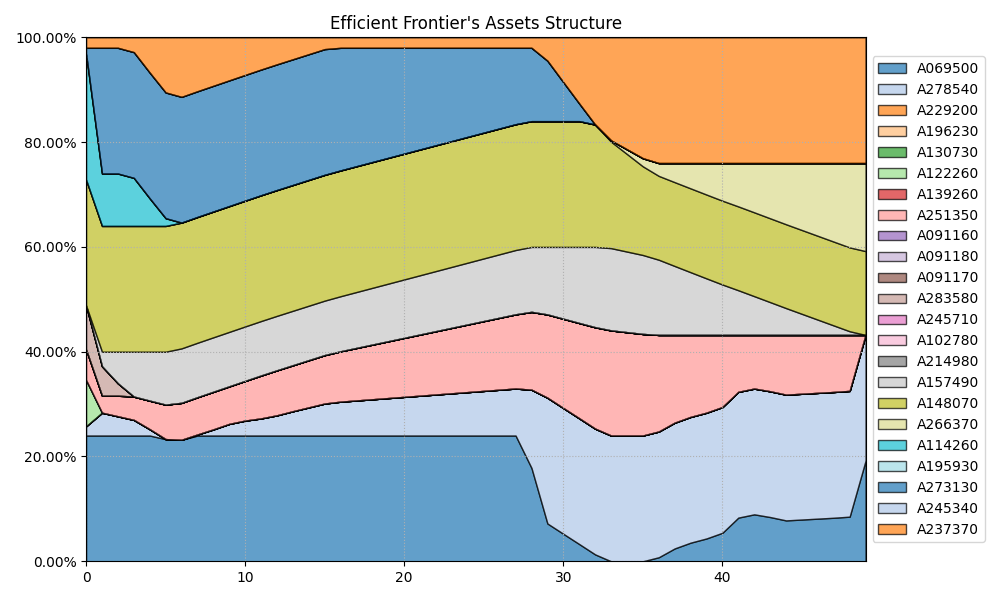 Efficient Frontier's Assets Structure
100.00%
80.00%
60.00%
40.00%
20.00%
0.00%
0
10
20
30
40
A069500
A278540
A229200
A196230
A130730
A122260
A139260
A251350
A091160
A091180
A091170
A283580
A245710
A102780
A214980
A157490
A148070
A266370
A114260
A195930
A273130
A245340
A237370